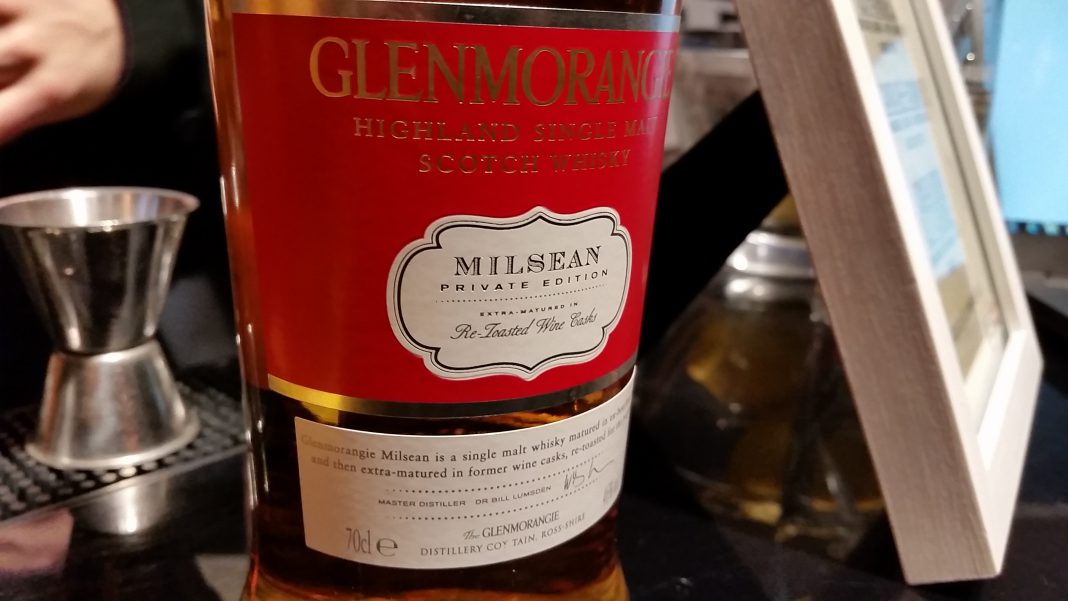 GLENMORANGIE
HIGHLAND SINGLE MALT
SCOTCH WHISKY
MILSEAN
PRIVATE EDITION
EXTRA-MATURED IN
Re-Toasted Wine Casks
Glenmorangie Milsean is a single malt whisky matured in
and then extra-matured in former wine casks, re-toasted for
MASTER DISTILLER DR BILL LUMSDEN
The GLENMORANGIE
70cl ℮ DISTILLERY COY TAIN, ROSS-SHIRE